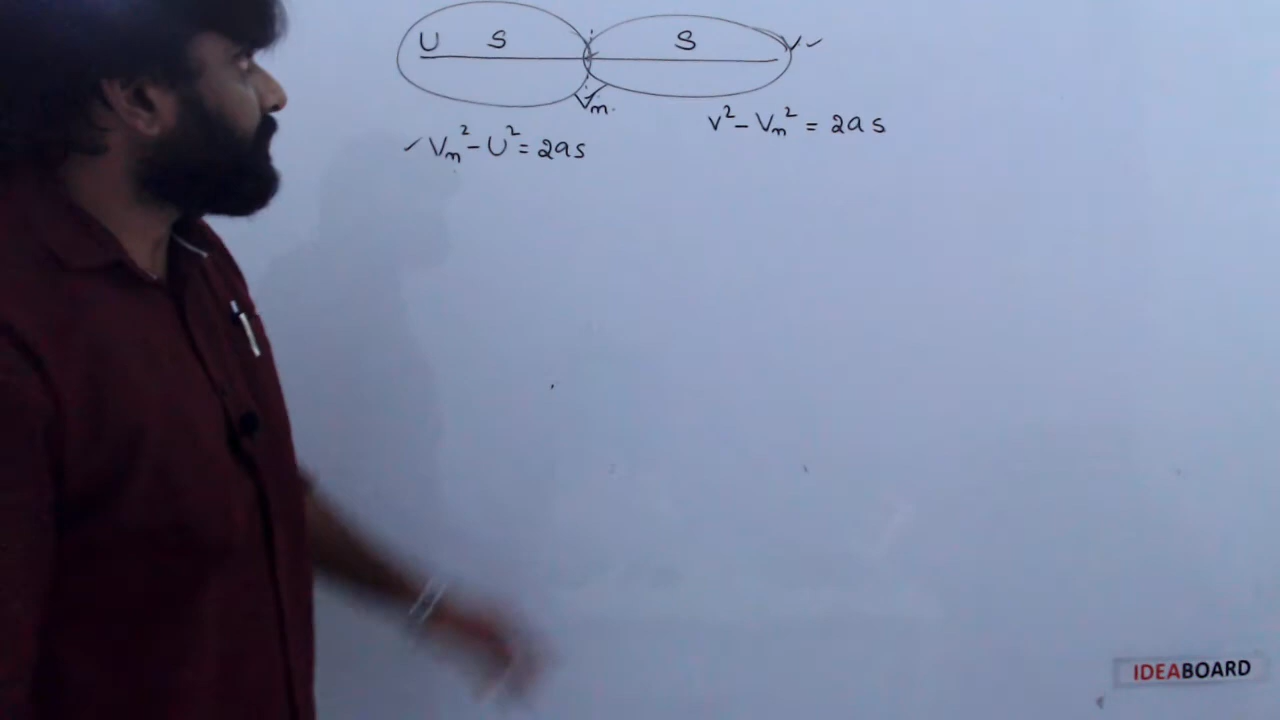 U S S V ✓
Vm
v² - Vm² = 2as
✓ Vm² - U² = 2as
IDEABOARD